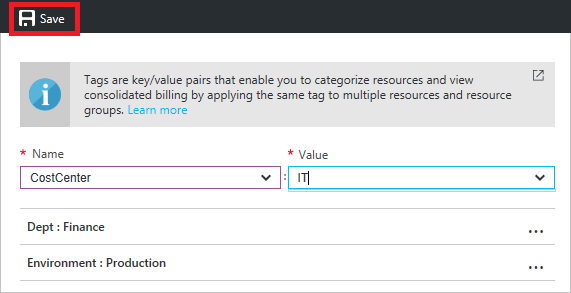 Save
Tags are key/value pairs that enable you to categorize resources and view
consolidated billing by applying the same tag to multiple resources and resource
groups. Learn more
* Name * Value
CostCenter : IT
Dept : Finance ...
Environment : Production ...